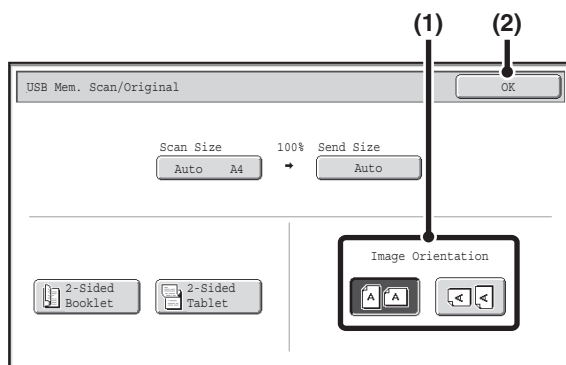 (1) (2)
USB Mem. Scan/Original OK
Scan Size 100% Send Size
Auto A4 Auto
Image Orientation
2-Sided
Booklet
2-Sided
Tablet
A A A A